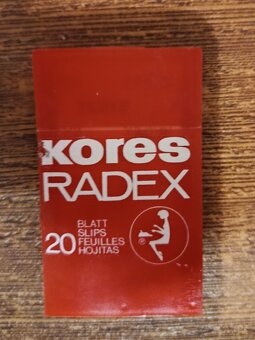 Kores
RADEX
20
BLATT
SLIPS
FEUILLES
HOJITAS
®